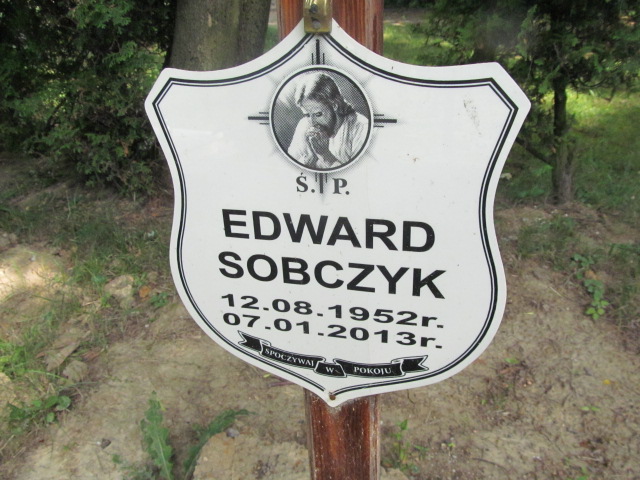 Ś. P.
EDWARD
SOBCZYK
12.08.1952r.
07.01.2013r.
SPOCZYWAJ W POKOJU